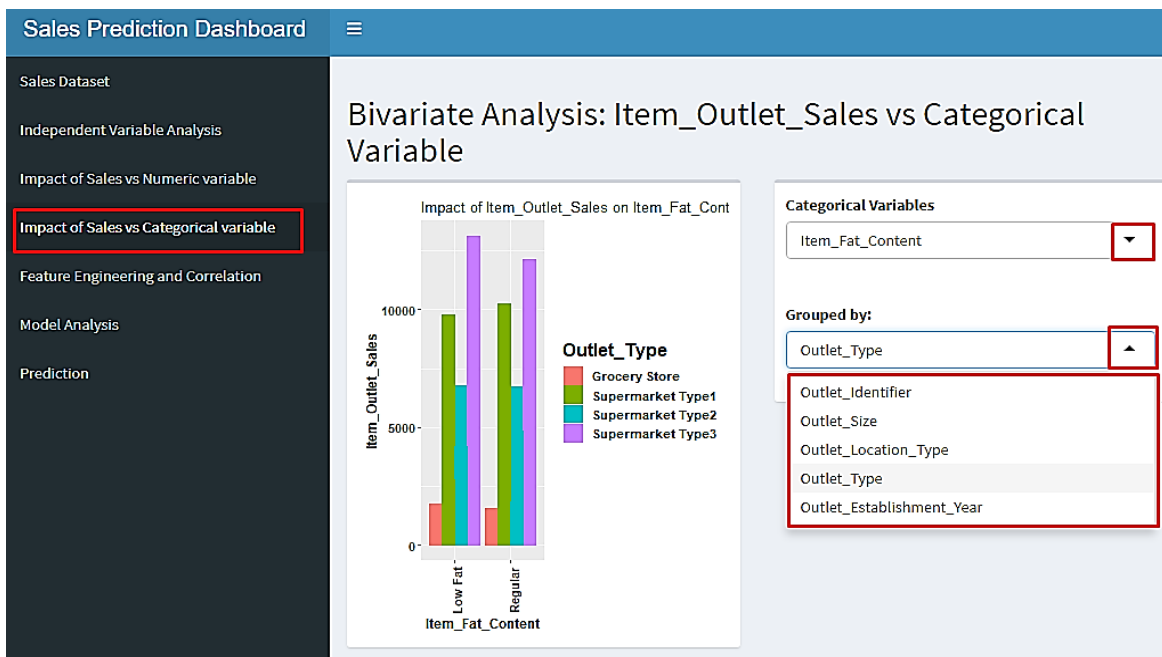 Sales Prediction Dashboard
Sales Dataset
Independent Variable Analysis
Impact of Sales vs Numeric variable
Impact of Sales vs Categorical variable
Feature Engineering and Correlation
Model Analysis
Prediction
Bivariate Analysis: Item_Outlet_Sales vs Categorical
Variable
Impact of Item_Outlet_Sales on Item_Fat_Cont
10000
5000
0
Item_Outlet_Sales
Low Fat
Regular
Item_Fat_Content
Outlet_Type
Grocery Store
Supermarket Type1
Supermarket Type2
Supermarket Type3
Categorical Variables
Item_Fat_Content
Grouped by:
Outlet_Type
Outlet_Identifier
Outlet_Size
Outlet_Location_Type
Outlet_Type
Outlet_Establishment_Year